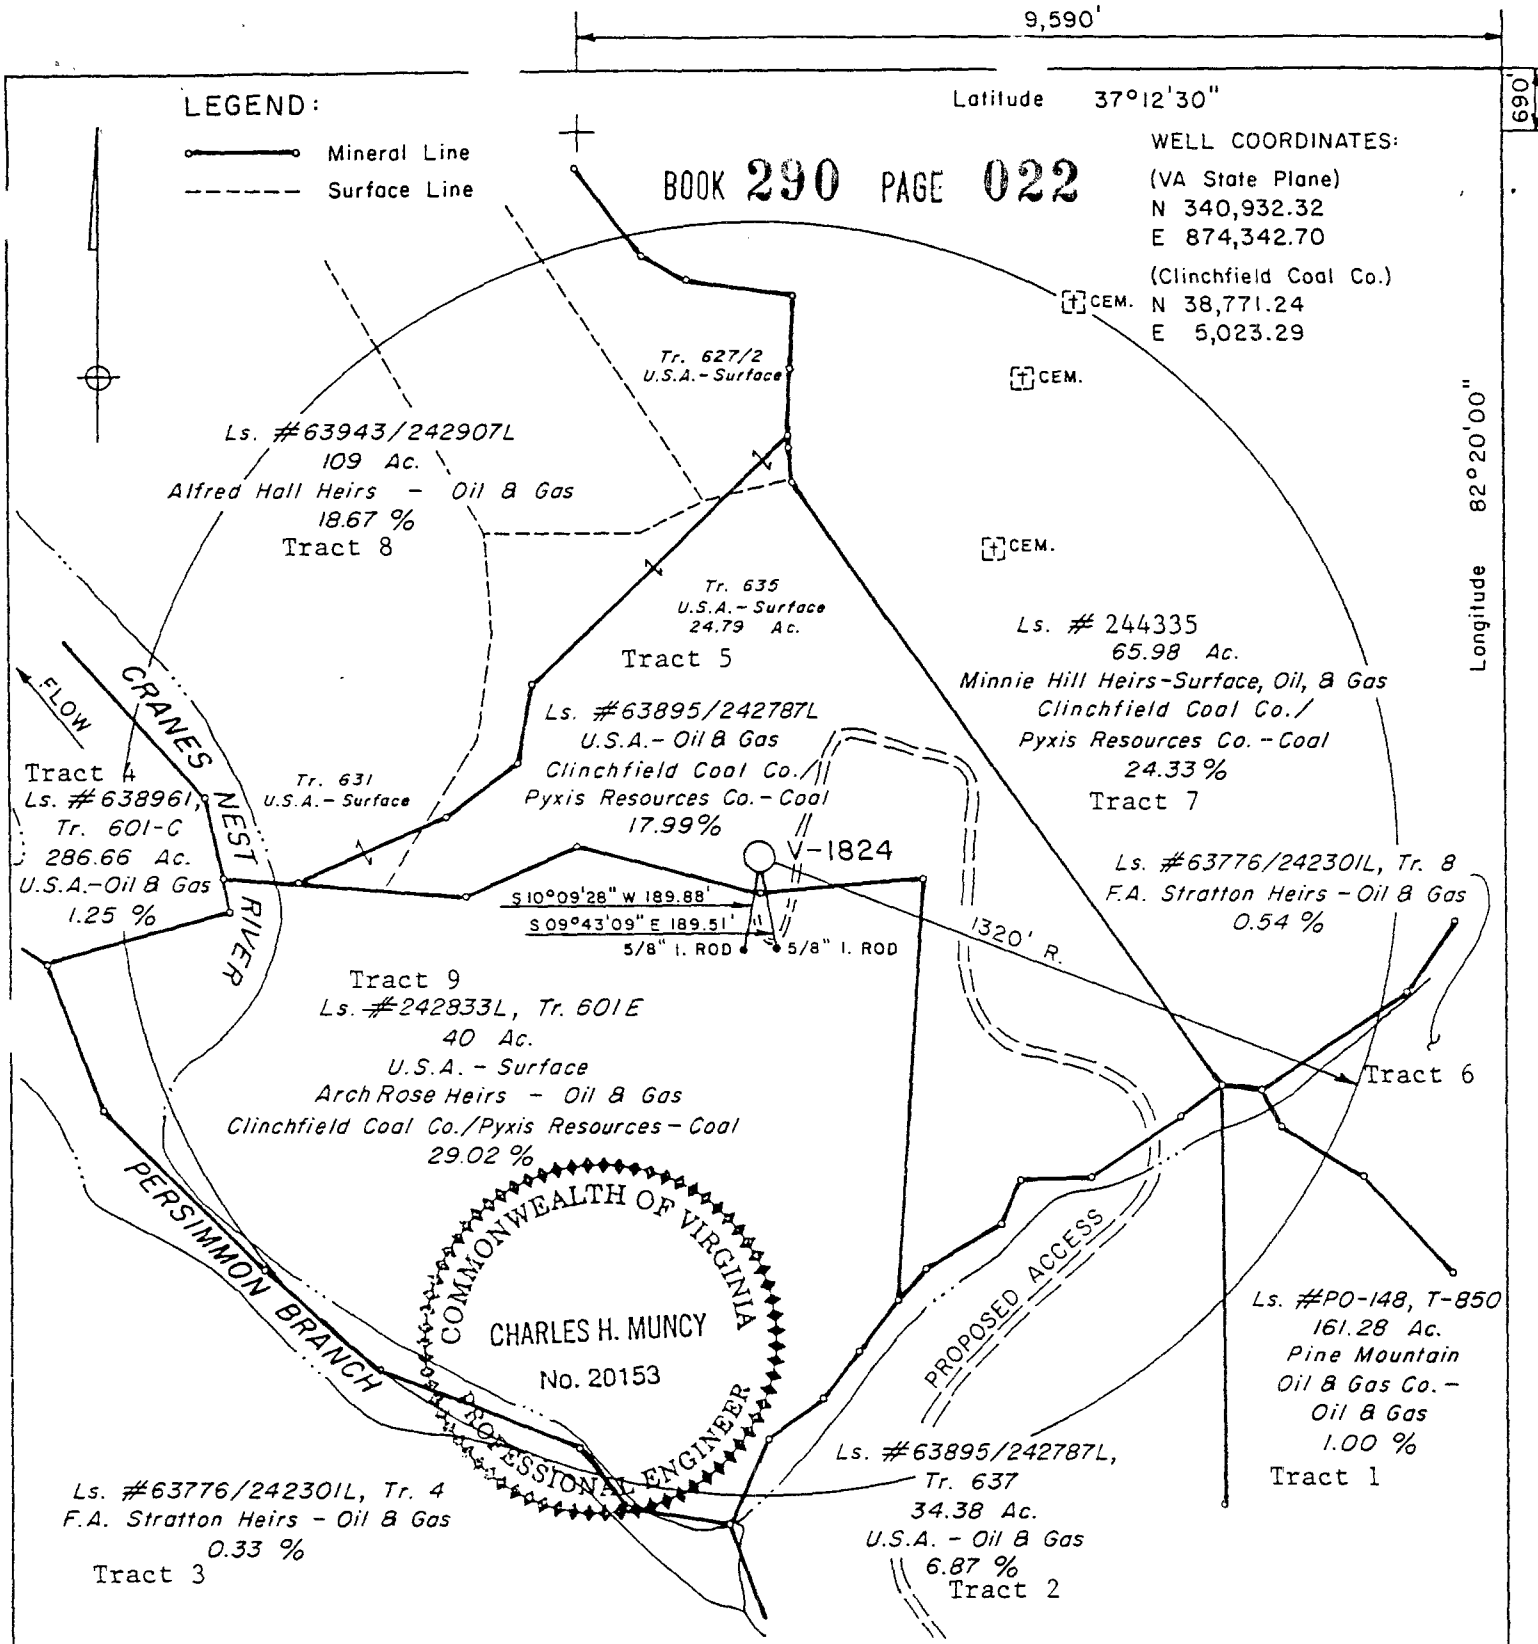 9,590'
690'
LEGEND:
Mineral Line
Surface Line
BOOK 290 PAGE 022
Latitude 37°12'30"
WELL COORDINATES:
(VA State Plane)
N 340,932.32
E 874,342.70
(Clinchfield Coal Co.)
N 38,771.24
E 5,023.29
CEM.
CEM.
CEM.
Longitude 82°20'00"
Tr. 627/2
U.S.A.-Surface
Ls. #63943/242907L
109 Ac.
Alfred Hall Heirs - Oil & Gas
18.67 %
Tract 8
Tr. 635
U.S.A.-Surface
24.79 Ac.
Tract 5
Ls. #63895/242787L
U.S.A.-Oil & Gas
Clinchfield Coal Co./
Pyxis Resources Co.-Coal
17.99%
Ls. # 244335
65.98 Ac.
Minnie Hill Heirs-Surface, Oil, & Gas
Clinchfield Coal Co./
Pyxis Resources Co.-Coal
24.33%
Tract 7
CRANES NEST RIVER
FLOW
Tract 4
Ls. #638961,
Tr. 601-C
286.66 Ac.
U.S.A.-Oil & Gas
1.25 %
Tr. 631
U.S.A.-Surface
V-1824
S 10°09'28" W 189.88'
S 09°43'09" E 189.51'
5/8" I. ROD
5/8" I. ROD
1320' R.
Ls. #63776/242301L, Tr. 8
F.A. Stratton Heirs-Oil & Gas
0.54 %
Tract 6
Tract 9
Ls. #242833L, Tr. 601E
40 Ac.
U.S.A. - Surface
Arch Rose Heirs - Oil & Gas
Clinchfield Coal Co./Pyxis Resources-Coal
29.02 %
PERSIMMON BRANCH
COMMONWEALTH OF VIRGINIA
CHARLES H. MUNCY
No. 20153
PROFESSIONAL ENGINEER
PROPOSED ACCESS
Ls. #PO-148, T-850
161.28 Ac.
Pine Mountain
Oil & Gas Co.-
Oil & Gas
1.00 %
Tract 1
Ls. #63895/242787L,
Tr. 637
34.38 Ac.
U.S.A. - Oil & Gas
6.87 %
Tract 2
Ls. #63776/242301L, Tr. 4
F.A. Stratton Heirs - Oil & Gas
0.33 %
Tract 3